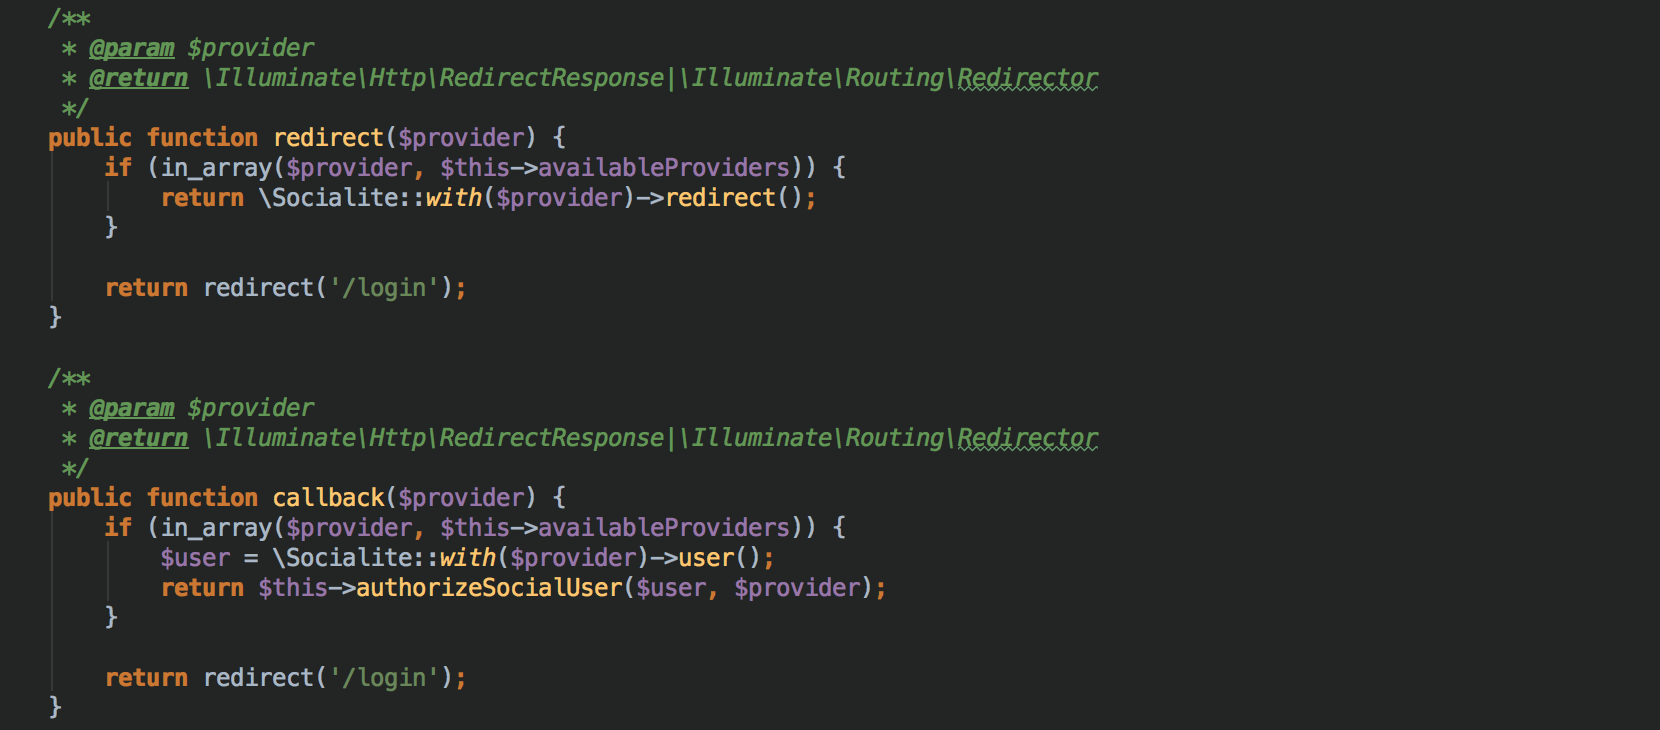 /**
 * @param $provider
 * @return \Illuminate\Http\RedirectResponse|\Illuminate\Routing\Redirector
 */
public function redirect($provider) {
    if (in_array($provider, $this->availableProviders)) {
        return \Socialite::with($provider)->redirect();
    }

    return redirect('/login');
}

/**
 * @param $provider
 * @return \Illuminate\Http\RedirectResponse|\Illuminate\Routing\Redirector
 */
public function callback($provider) {
    if (in_array($provider, $this->availableProviders)) {
        $user = \Socialite::with($provider)->user();
        return $this->authorizeSocialUser($user, $provider);
    }

    return redirect('/login');
}